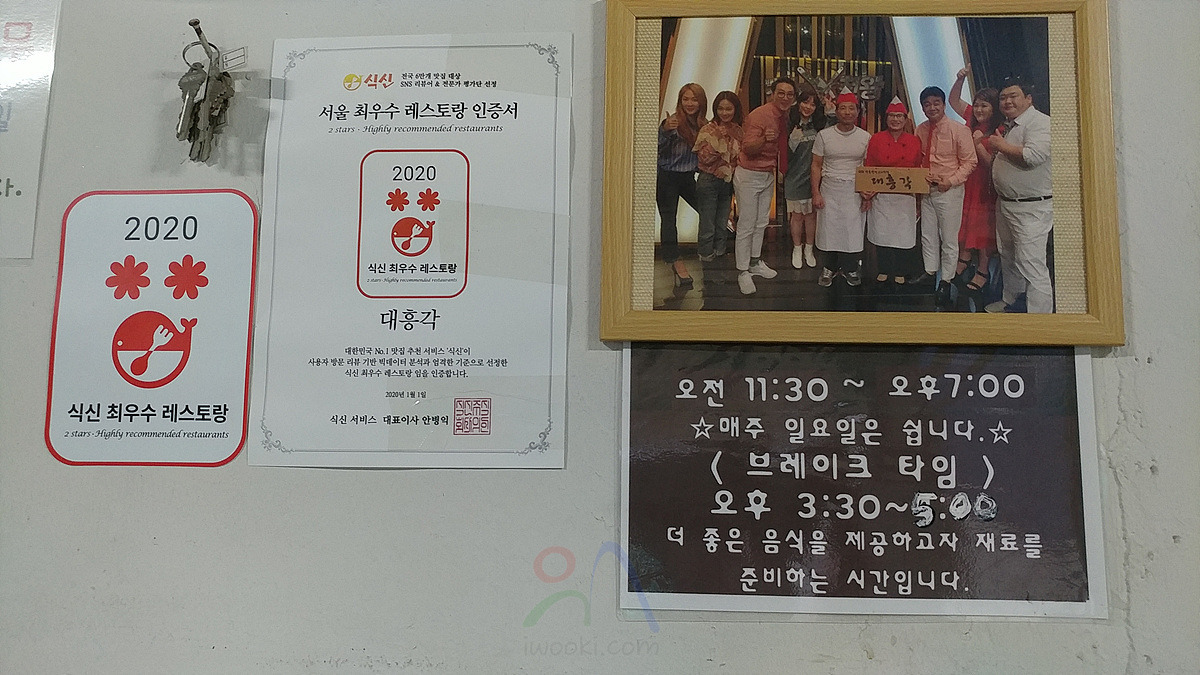 2020
식신 최우수 레스토랑
2 stars · Highly recommended restaurants
식신
전국 6만개 맛집 대상
SNS 리뷰어 & 전문가 평가단 선정
서울 최우수 레스토랑 인증서
2 stars · Highly recommended restaurants
2020
식신 최우수 레스토랑
2 stars · Highly recommended restaurants
대흥각
대한민국 No.1 맛집 추천 서비스 '식신'이
사용자 방문 리뷰 기반 빅데이터 분석과 엄격한 기준으로 선정한
식신 최우수 레스토랑 임을 인증합니다.
2020년 1월 1일
식신 서비스 대표이사 안병익
대흥각
오전 11:30 ~ 오후7:00
☆매주 일요일은 쉽니다.☆
< 브레이크 타임 >
오후 3:30~5:00
더 좋은 음식을 제공하고자 재료를
준비하는 시간입니다.
iwooki.com